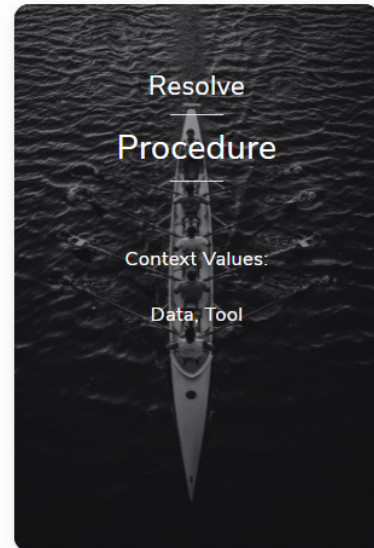 Resolve
Procedure
Context Values:
Data, Tool